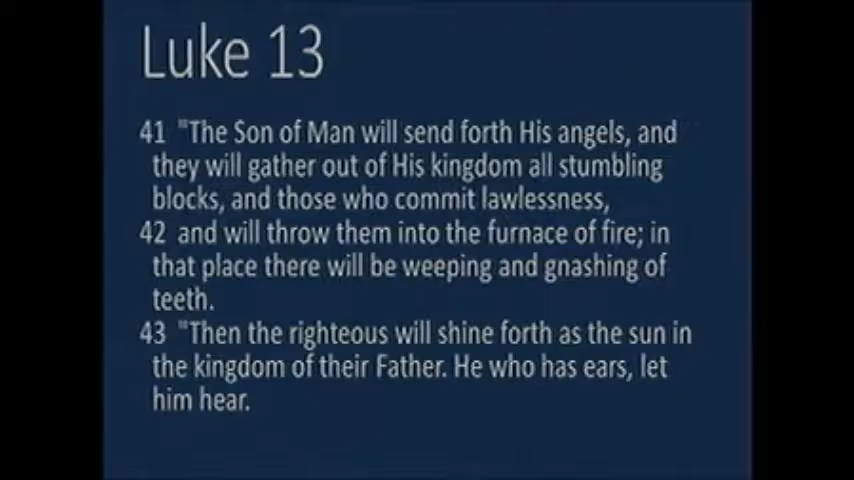 Luke 13
41 "The Son of Man will send forth His angels, and
they will gather out of His kingdom all stumbling
blocks, and those who commit lawlessness,
42 and will throw them into the furnace of fire; in
that place there will be weeping and gnashing of
teeth.
43 "Then the righteous will shine forth as the sun in
the kingdom of their Father. He who has ears, let
him hear.